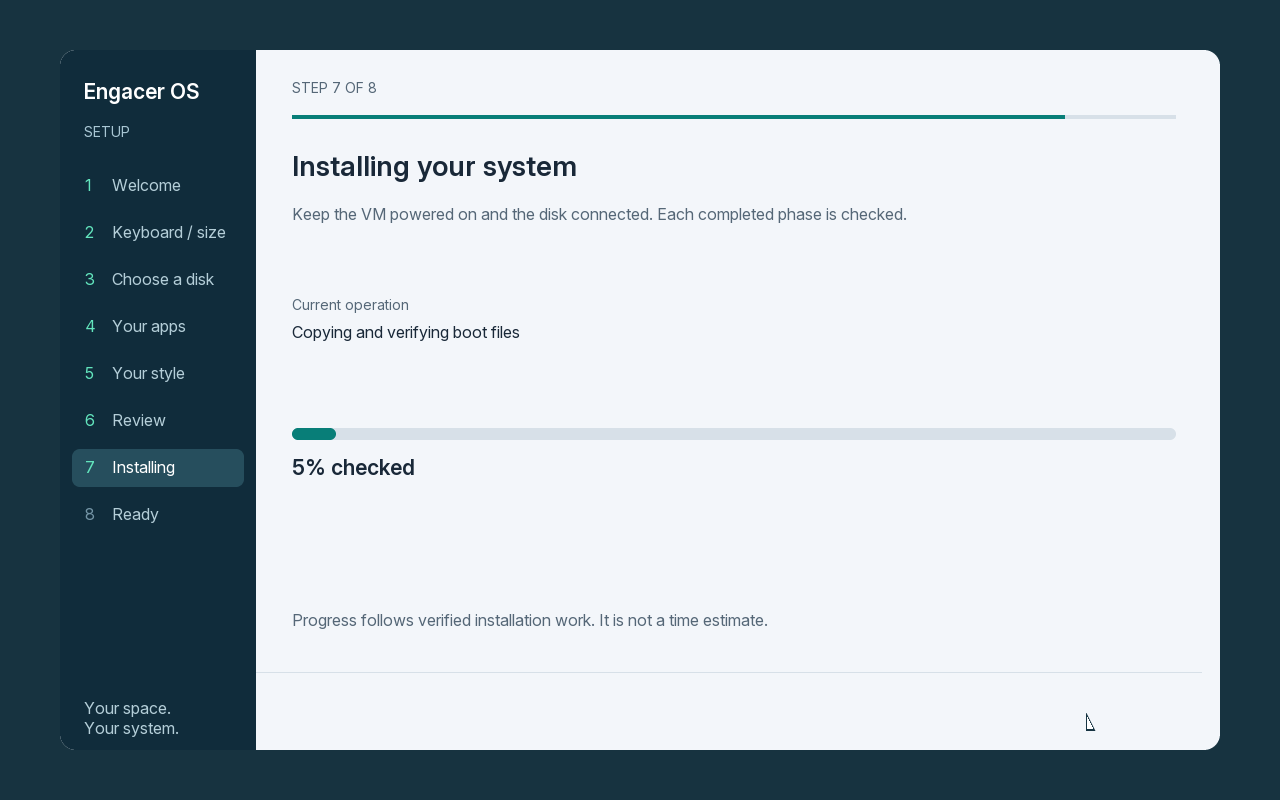 Engacer OS
SETUP
1 Welcome
2 Keyboard / size
3 Choose a disk
4 Your apps
5 Your style
6 Review
7 Installing
8 Ready
Your space.
Your system.
STEP 7 OF 8
Installing your system
Keep the VM powered on and the disk connected. Each completed phase is checked.
Current operation
Copying and verifying boot files
5% checked
Progress follows verified installation work. It is not a time estimate.